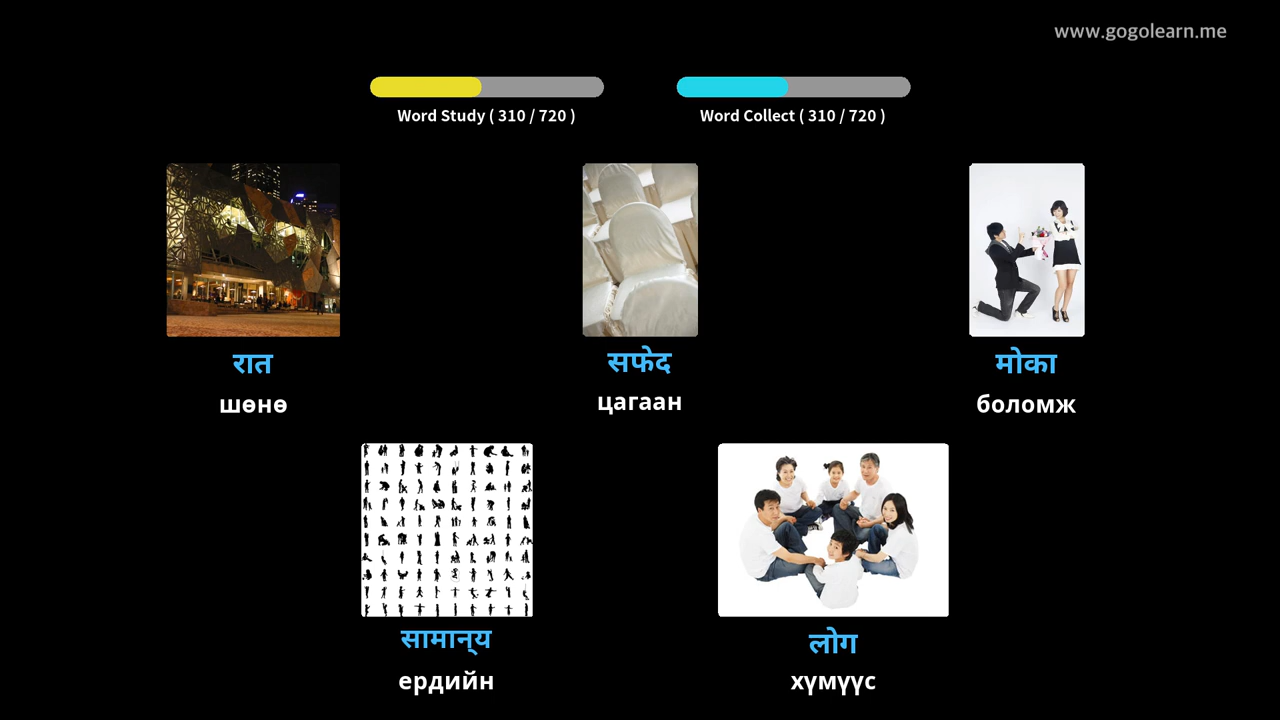 www.gogolearn.me
Word Study ( 310 / 720 )
Word Collect ( 310 / 720 )
रात
सफेद
मोका
шөнө
цагаан
боломж
सामान्य
लोग
ердийн
хүмүүс